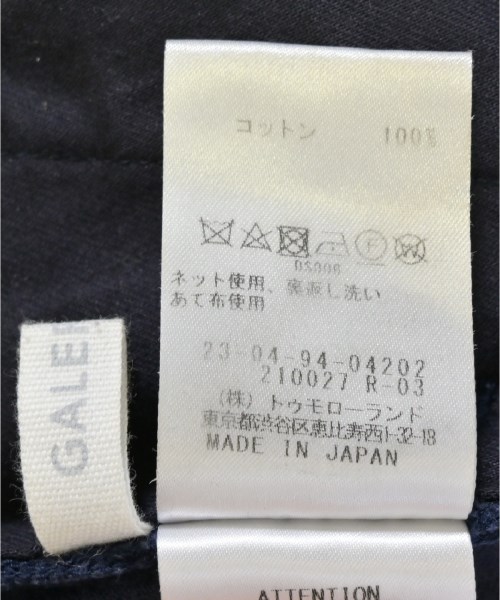 コットン 100%
DS006
ネット使用、裏返し洗い
あて布使用
23-04-94-04202
210027 R-03
(株) トゥモローランド
東京都渋谷区恵比寿西1-32-18
MADE IN JAPAN
ATTENTION